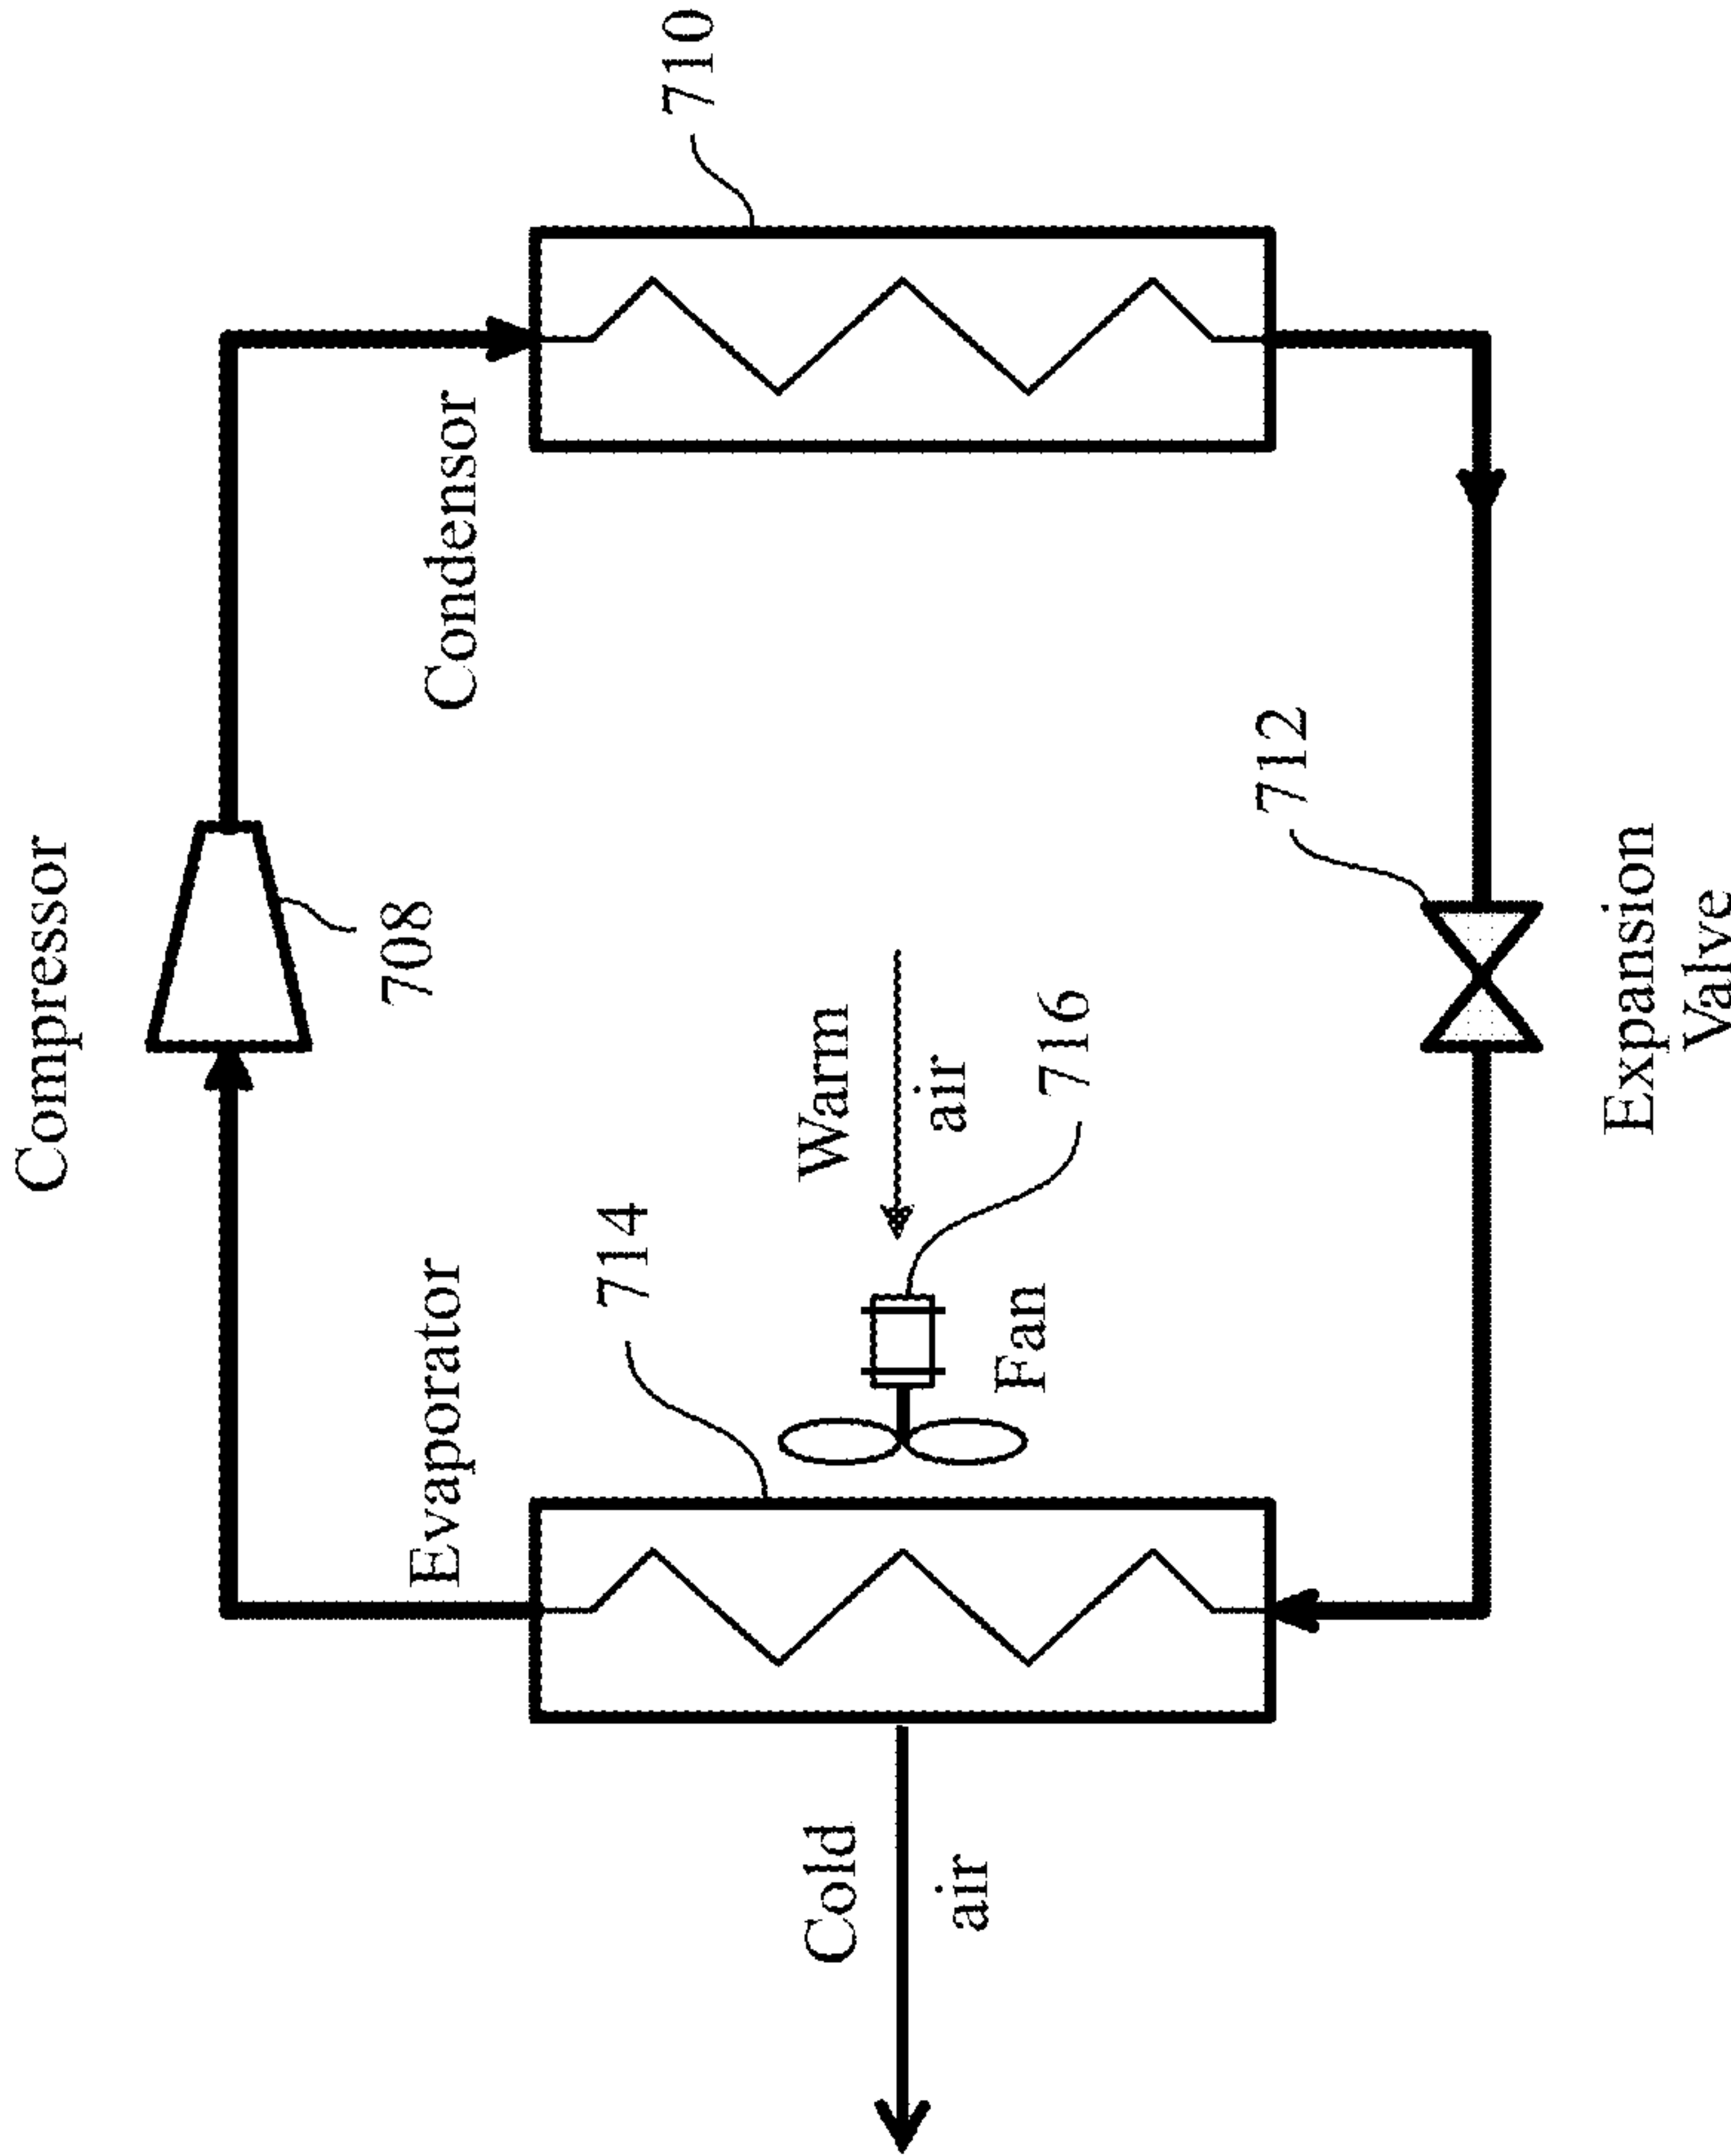 Compressor
708
Condensor
710
Evaporator
714
Warm
air
716
Fan
Cold
air
712
Expansion
Valve